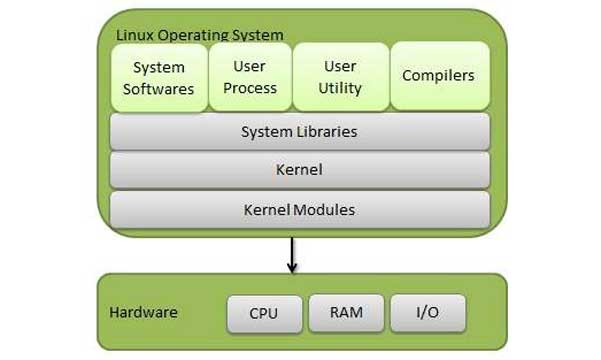 Linux Operating System
System
Softwares
User
Process
User
Utility
Compilers
System Libraries
Kernel
Kernel Modules
Hardware
CPU
RAM
I/O